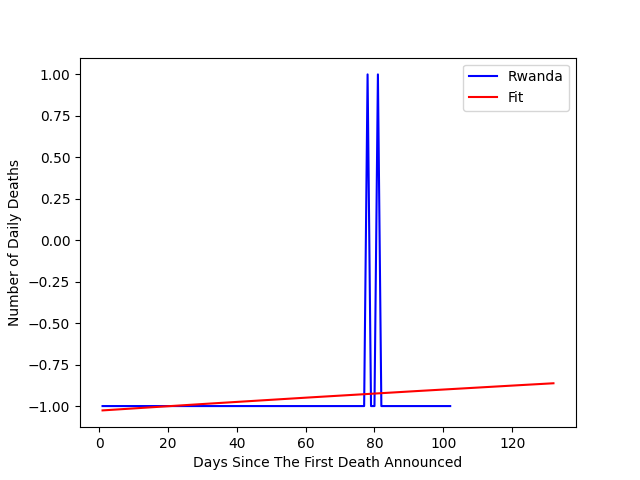 Rwanda
Fit
1.00
0.75
0.50
0.25
0.00
−0.25
−0.50
−0.75
−1.00
Number of Daily Deaths
0 20 40 60 80 100 120
Days Since The First Death Announced